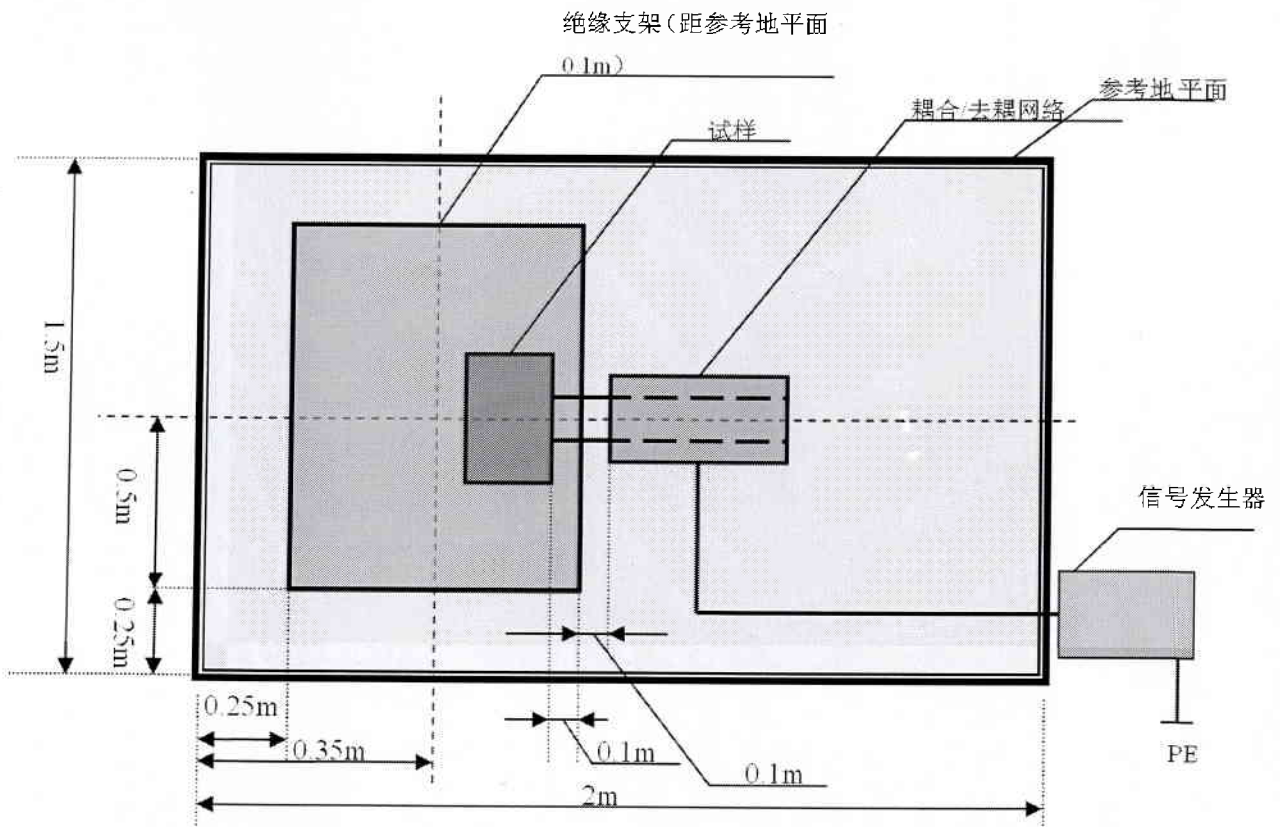 绝缘支架（距参考地平面
0.1m）
参考地平面
耦合/去耦网络
试样
1.5m
0.5m
信号发生器
0.25m
0.25m
0.35m
0.1m
0.1m
PE
2m